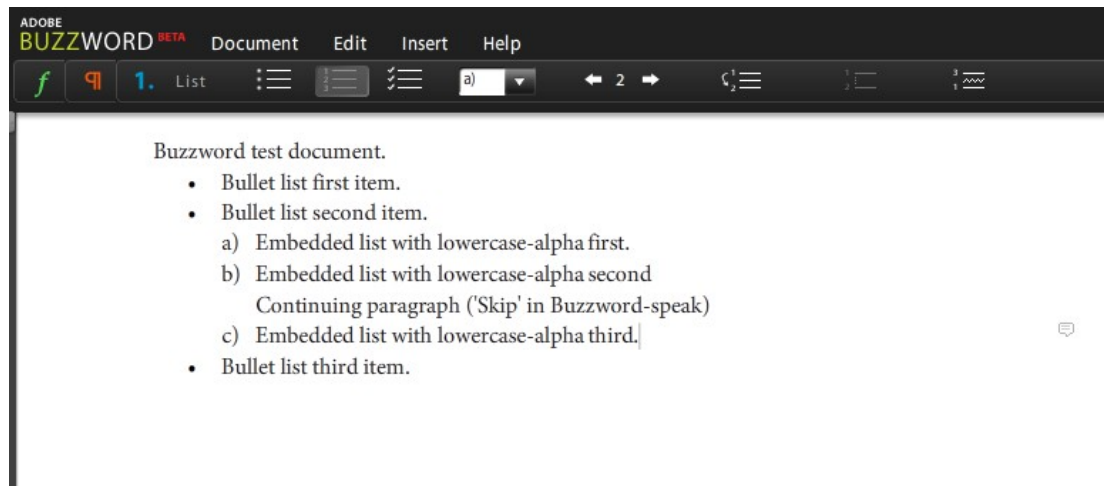 ADOBE
BUZZWORD BETA Document Edit Insert Help
1. List a) 2
Buzzword test document.
• Bullet list first item.
• Bullet list second item.
a) Embedded list with lowercase-alpha first.
b) Embedded list with lowercase-alpha second
Continuing paragraph ('Skip' in Buzzword-speak)
c) Embedded list with lowercase-alpha third.
• Bullet list third item.